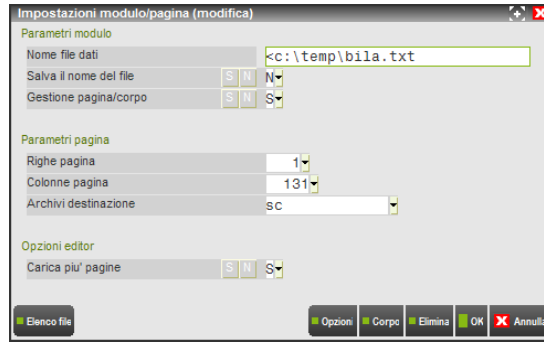 Impostazioni modulo/pagina (modifica)
Parametri modulo
Nome file dati <c:\temp\bila.txt
Salva il nome del file S N N
Gestione pagina/corpo S N S
Parametri pagina
Righe pagina 1
Colonne pagina 131
Archivi destinazione sc
Opzioni editor
Carica piu' pagine S N S
Elenco file Opzioni Corpo Elimina OK Annulla